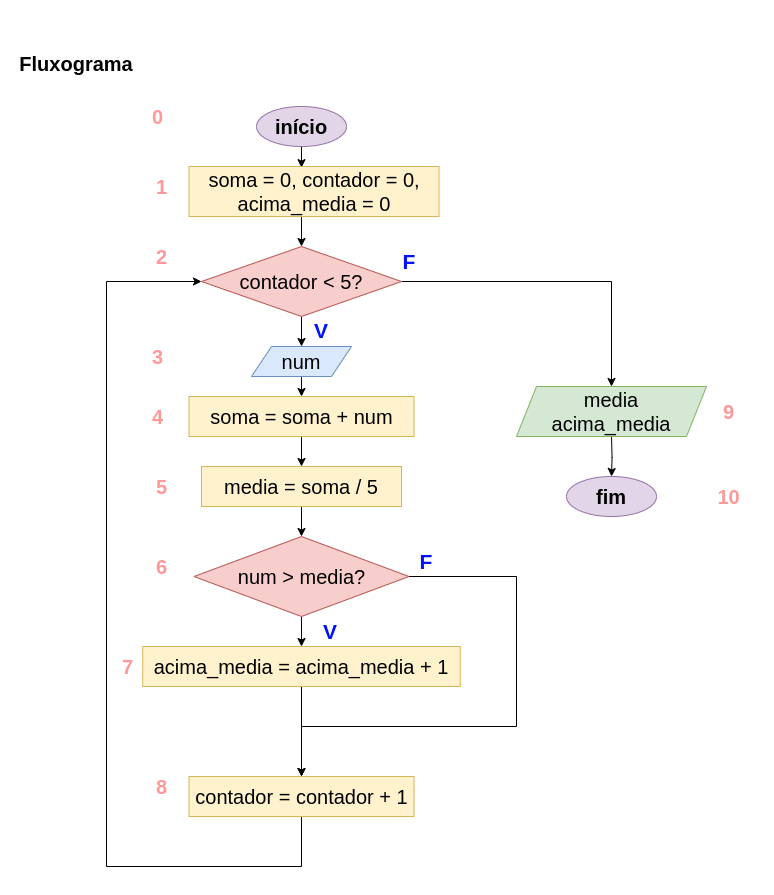 Fluxograma
0
início
1
soma = 0, contador = 0,
acima_media = 0
2
contador < 5?
F
V
3
num
4
soma = soma + num
media
acima_media
9
5
media = soma / 5
fim
10
6
num > media?
F
V
7
acima_media = acima_media + 1
8
contador = contador + 1